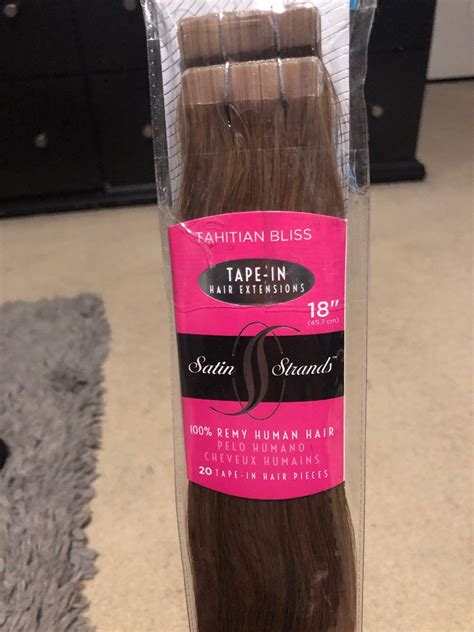 TAHITIAN BLISS
TAPE-IN
HAIR EXTENSIONS
18"
(45.7 cm)
Satin S Strands™
100% REMY HUMAN HAIR
PELO HUMANO
CHEVEUX HUMAINS
20 TAPE-IN HAIR PIECES